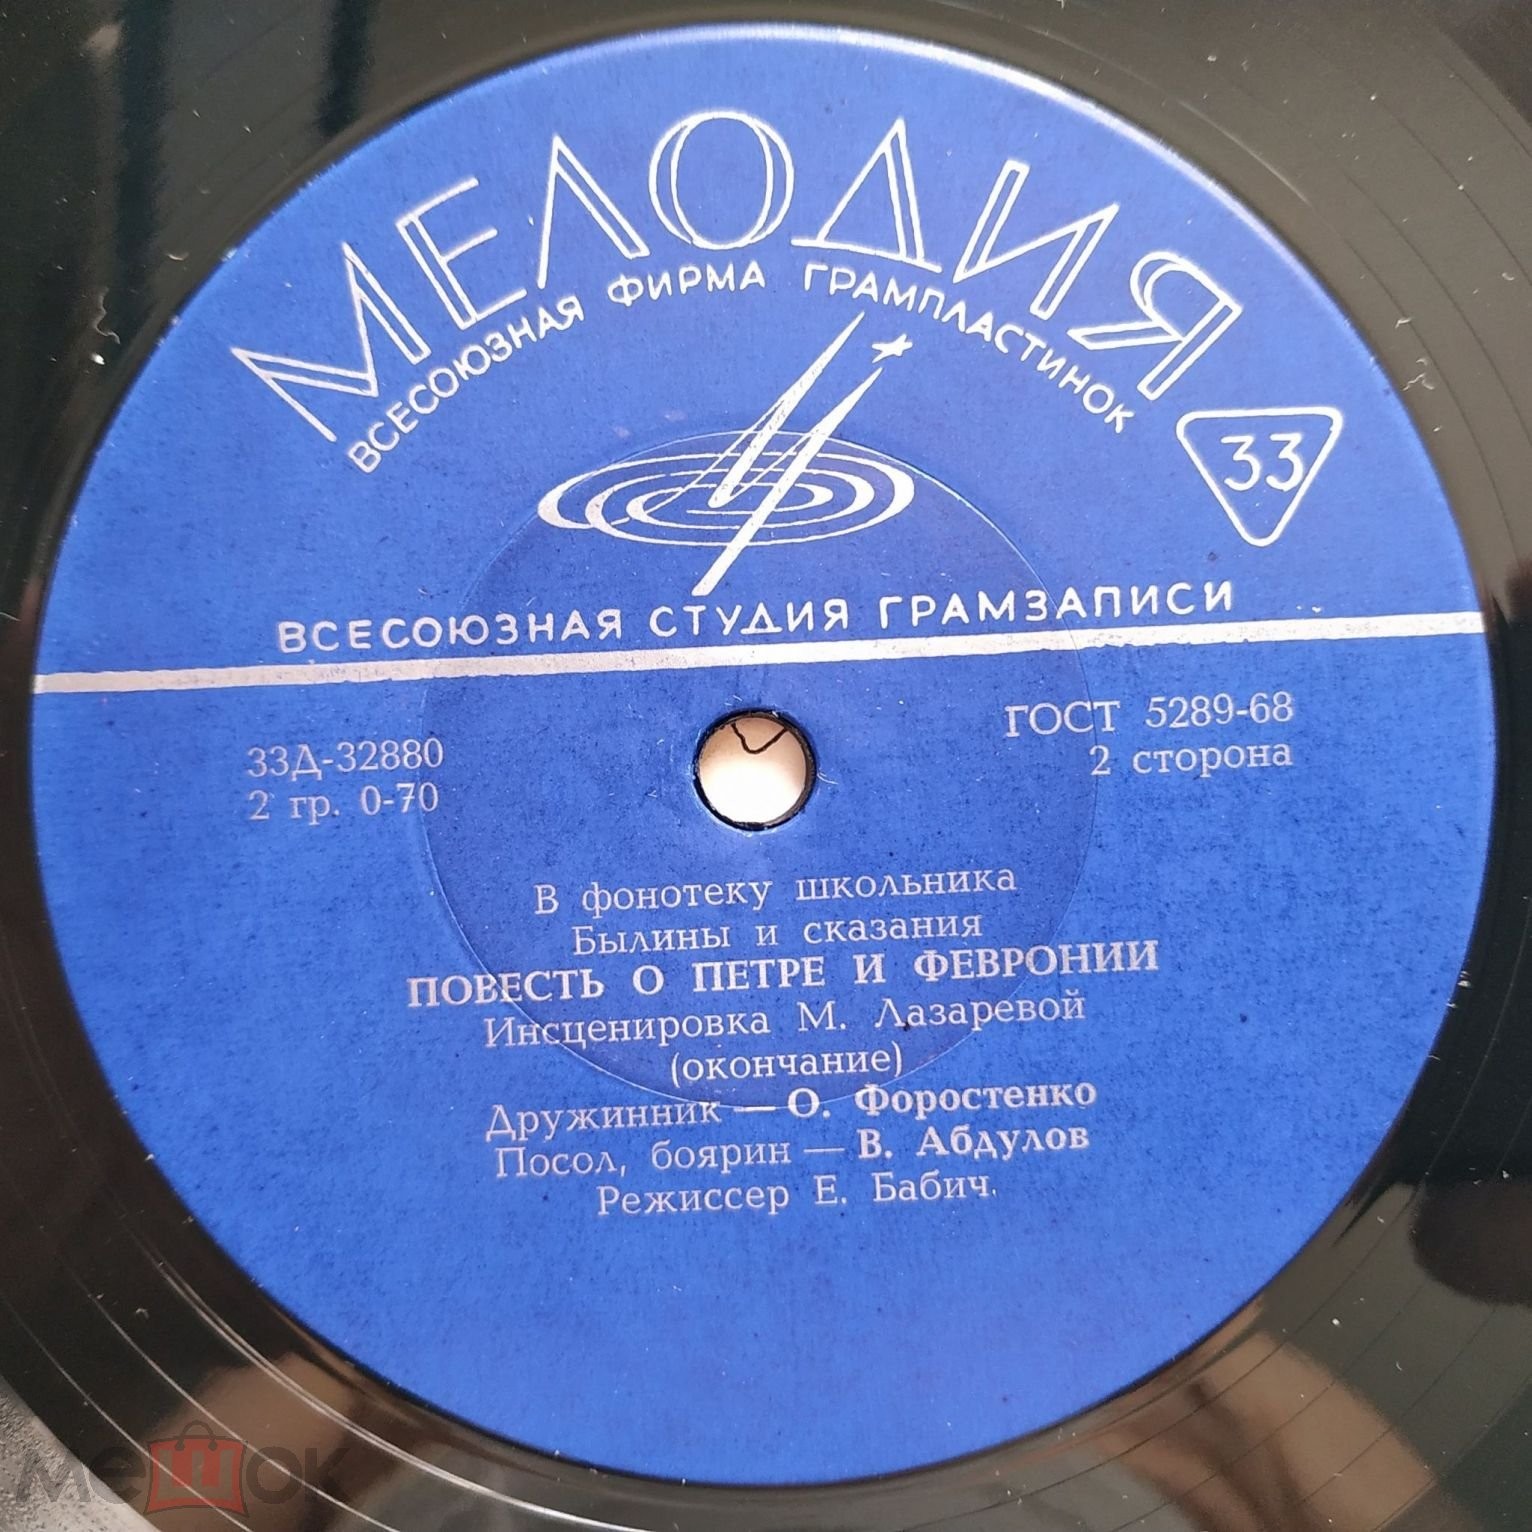 МЕЛОДИЯ
ВСЕСОЮЗНАЯ ФИРМА ГРАМПЛАСТИНОК
33
ВСЕСОЮЗНАЯ СТУДИЯ ГРАМЗАПИСИ
33Д-32880
2 гр. 0-70
ГОСТ 5289-68
2 сторона
В фонотеку школьника
Былины и сказания
ПОВЕСТЬ О ПЕТРЕ И ФЕВРОНИИ
Инсценировка М. Лазаревой
(окончание)
Дружинник — О. Форостенко
Посол, боярин — В. Абдулов
Режиссер Е. Бабич.
мешок